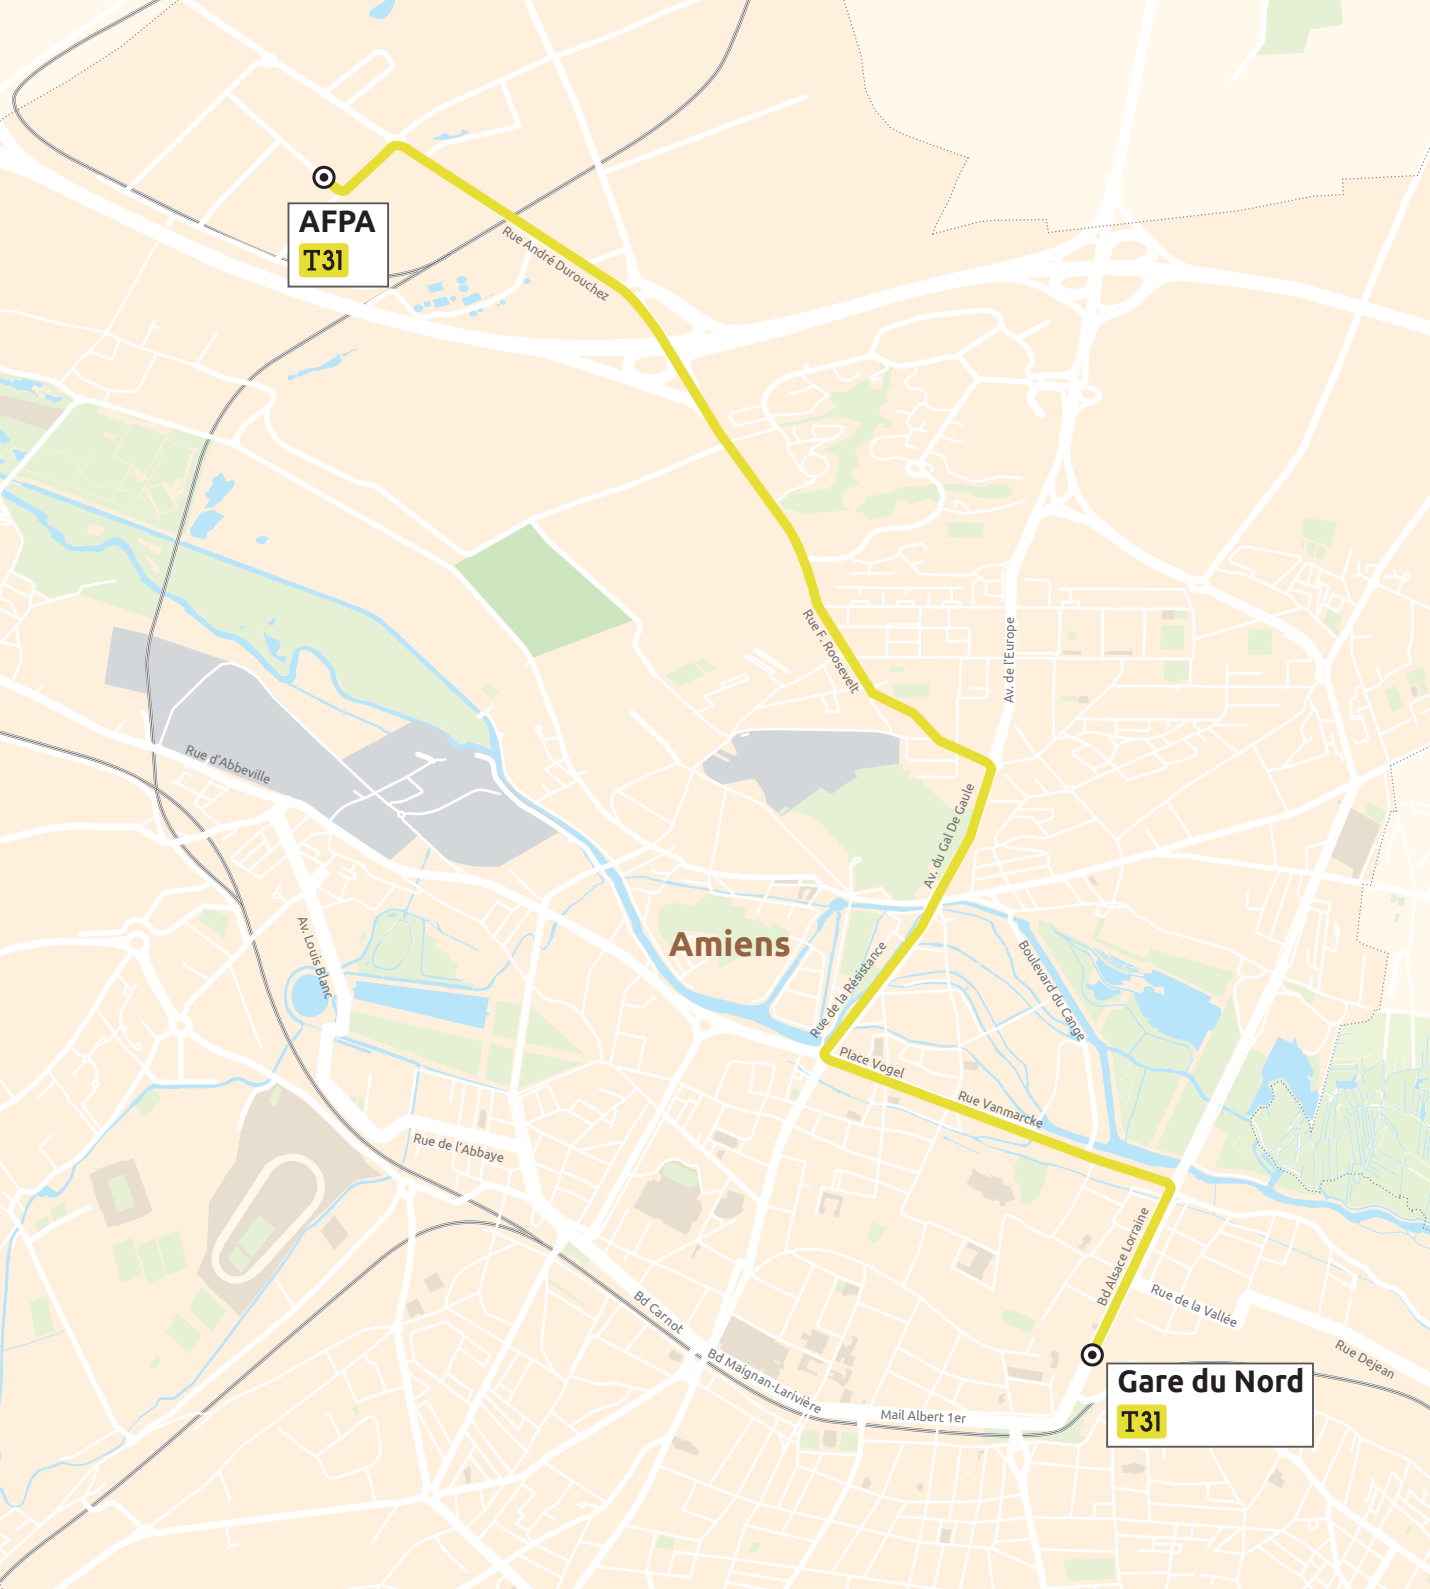 AFPA
T31
Rue André Durouchez
Rue F. Roosevelt
Av. de l'Europe
Rue d'Abbeville
Av. du Gal De Gaule
Av. Louis Blanc
Amiens
Rue de la Résistance
Boulevard du Cange
Place Vogel
Rue Vanmarcke
Rue de l'Abbaye
Bd Alsace Lorraine
Rue de la Vallée
Bd Carnot
Rue Dejean
Bd Maignan-Larivière
Gare du Nord
T31
Mail Albert 1er